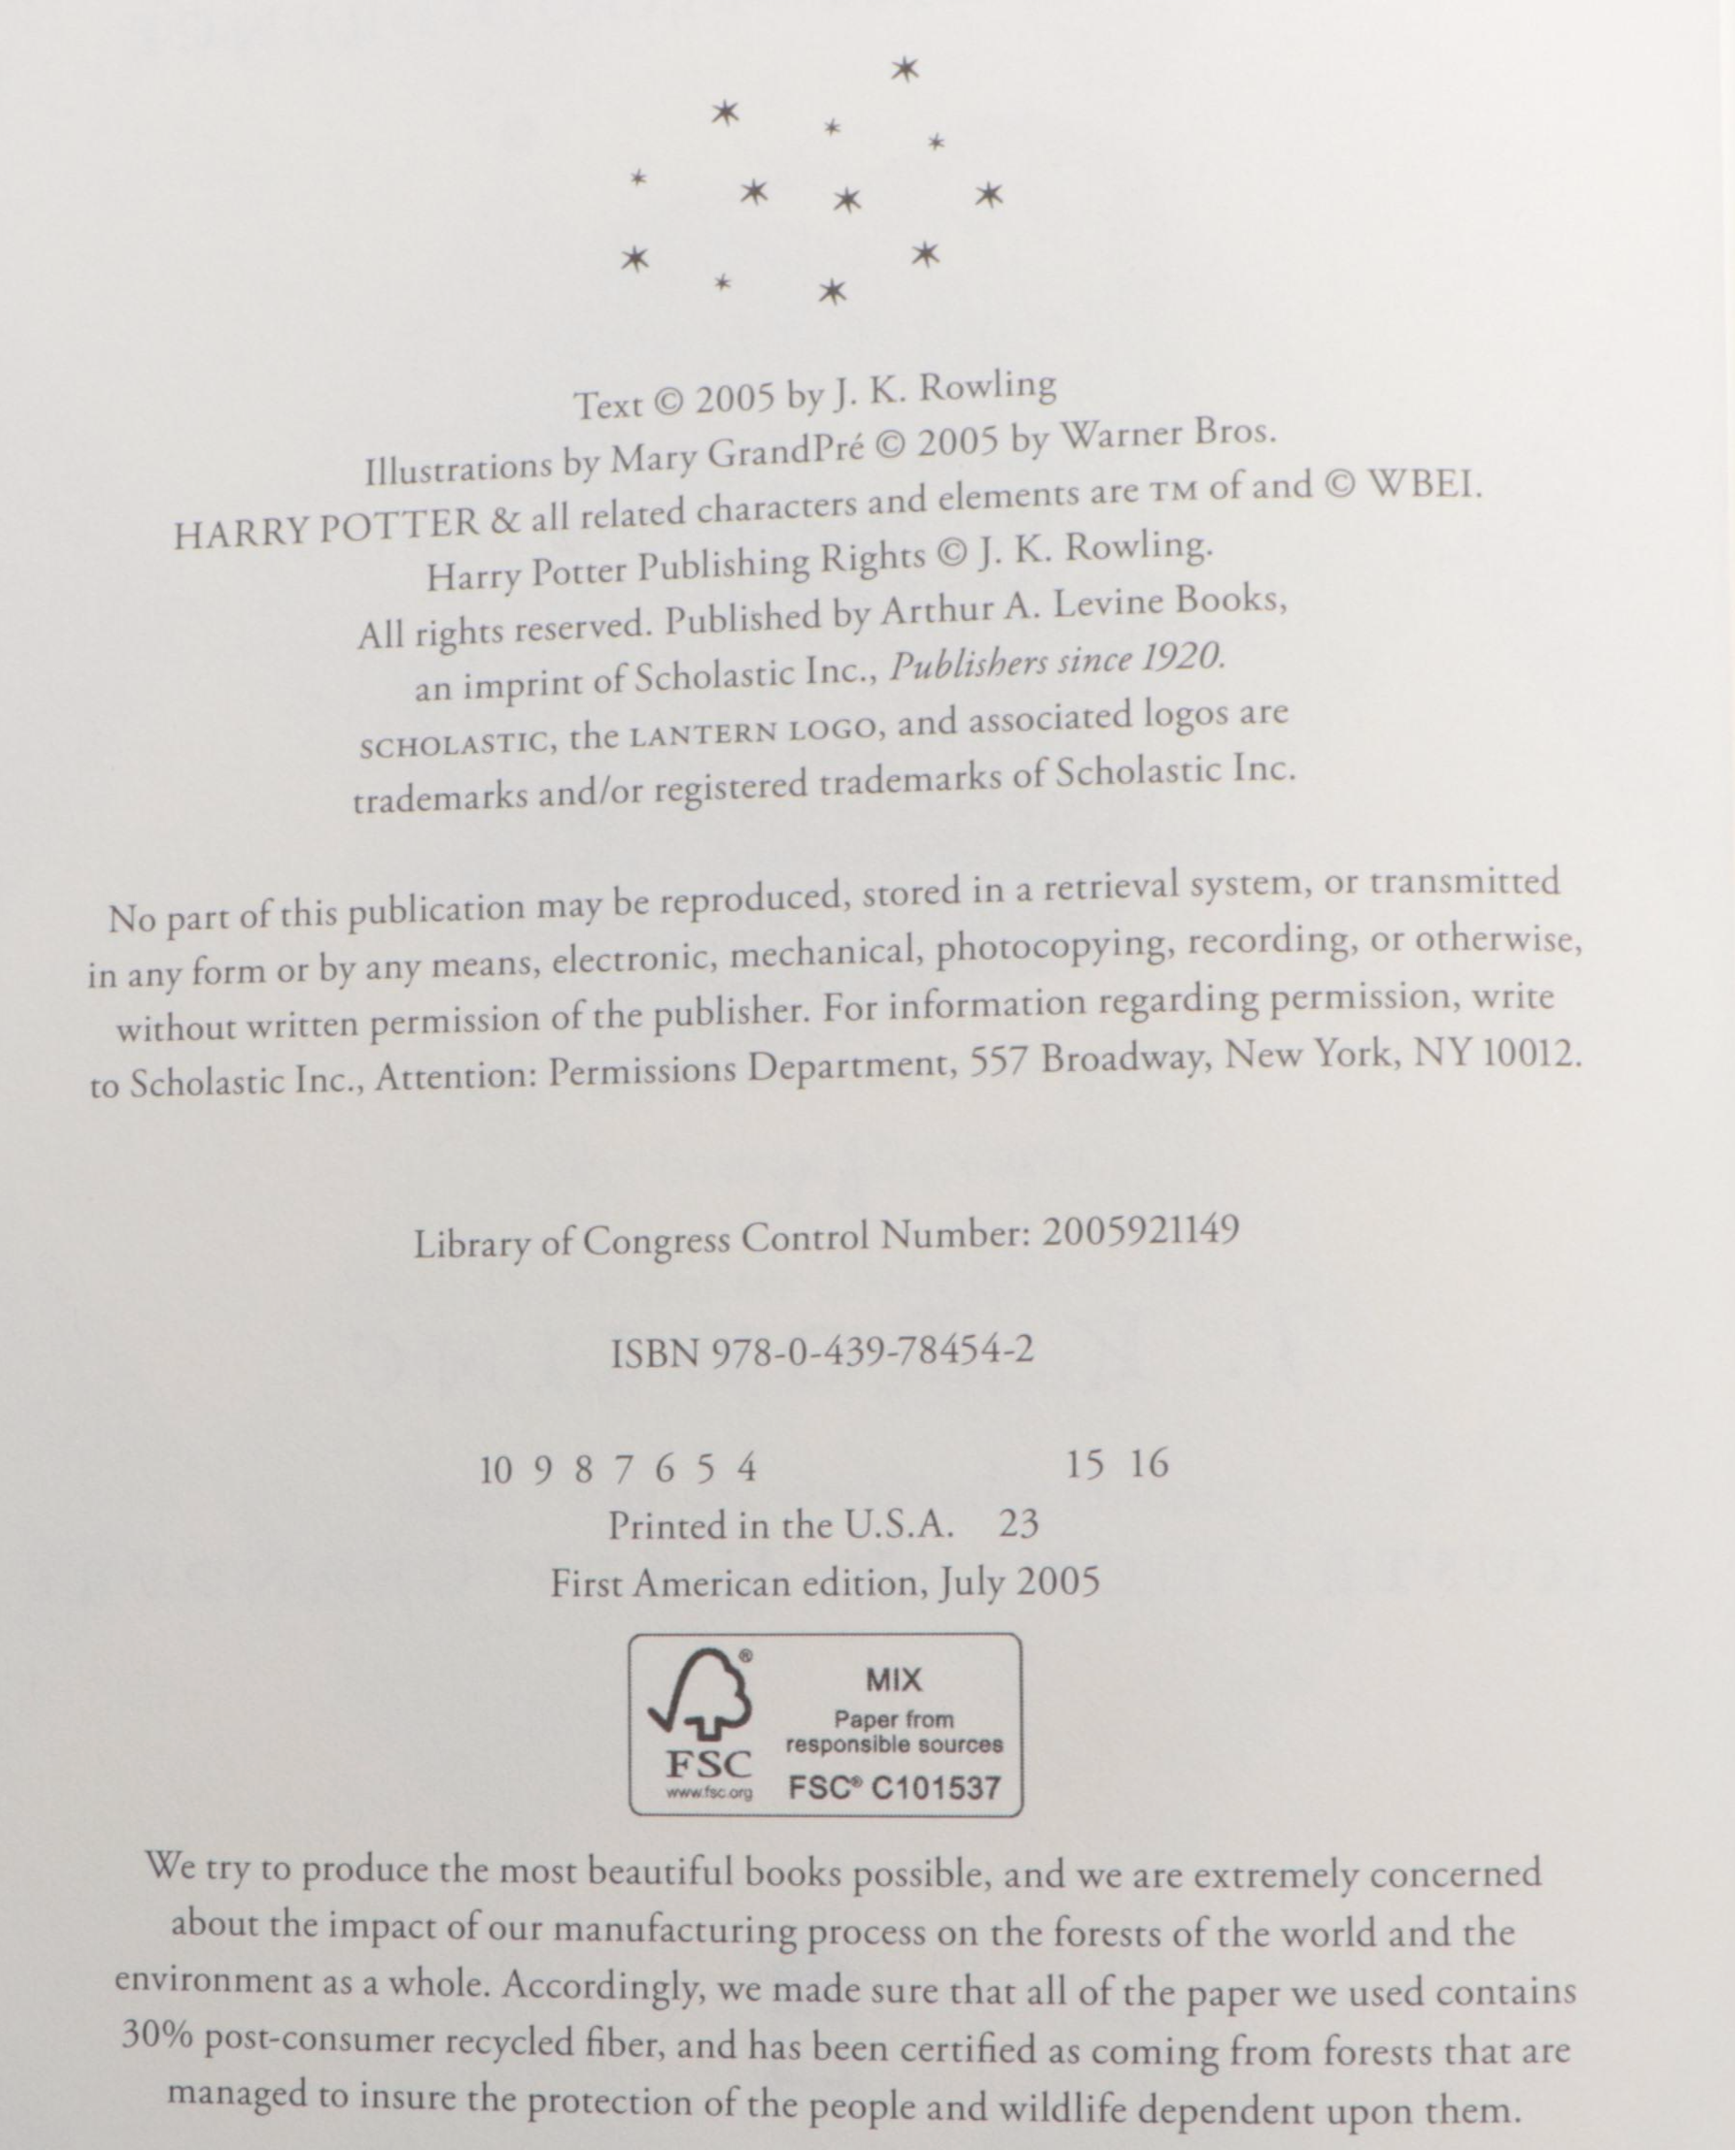 Text © 2005 by J. K. Rowling
Illustrations by Mary GrandPré © 2005 by Warner Bros.
HARRY POTTER & all related characters and elements are TM of and © WBEI.
Harry Potter Publishing Rights © J. K. Rowling.
All rights reserved. Published by Arthur A. Levine Books,
an imprint of Scholastic Inc., Publishers since 1920.
SCHOLASTIC, the LANTERN LOGO, and associated logos are
trademarks and/or registered trademarks of Scholastic Inc.
No part of this publication may be reproduced, stored in a retrieval system, or transmitted
in any form or by any means, electronic, mechanical, photocopying, recording, or otherwise,
without written permission of the publisher. For information regarding permission, write
to Scholastic Inc., Attention: Permissions Department, 557 Broadway, New York, NY 10012.
Library of Congress Control Number: 2005921149
ISBN 978-0-439-78454-2
10 9 8 7 6 5 4 15 16
Printed in the U.S.A. 23
First American edition, July 2005
®
FSC
www.fsc.org
MIX
Paper from
responsible sources
FSC® C101537
We try to produce the most beautiful books possible, and we are extremely concerned
about the impact of our manufacturing process on the forests of the world and the
environment as a whole. Accordingly, we made sure that all of the paper we used contains
30% post-consumer recycled fiber, and has been certified as coming from forests that are
managed to insure the protection of the people and wildlife dependent upon them.